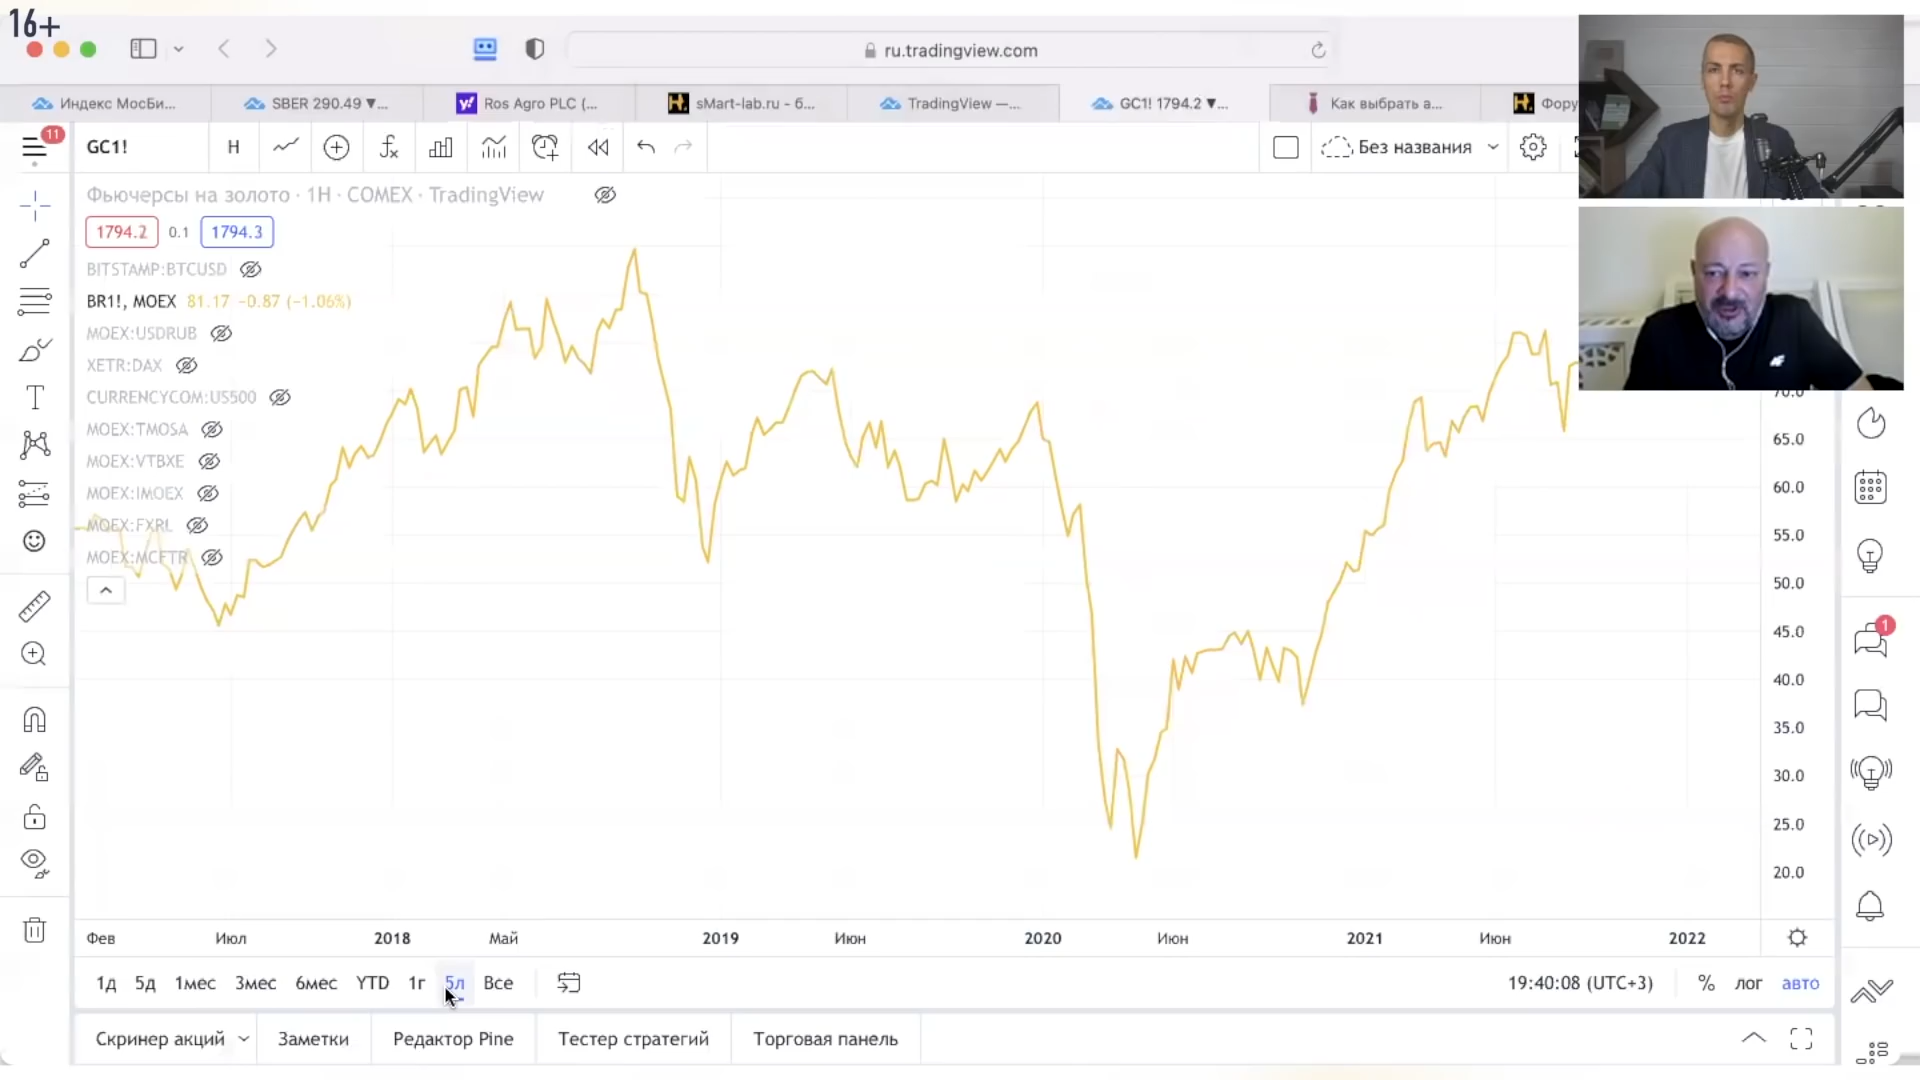 16+
ru.tradingview.com
Индекс МосБи...
SBER 290.49 ▼...
Ros Agro PLC (...
sMart-lab.ru - б...
TradingView —...
GC1! 1794.2 ▼...
Как выбрать а...
Фору
11
GC1!
Н
Без названия
Фьючерсы на золото · 1Н · COMEX · TradingView
1794.2 0.1 1794.3
BITSTAMP:BTCUSD
BR1!, MOEX 81.17 −0.87 (−1.06%)
MOEX:USDRUB
XETR:DAX
CURRENCYCOM:US500
MOEX:TMOSA
MOEX:VTBXE
MOEX:IMOEX
MOEX:FXRL
MOEX:MCFTR
70.0
65.0
60.0
55.0
50.0
45.0
40.0
35.0
30.0
25.0
20.0
1
Фев Июл 2018 Май 2019 Июн 2020 Июн 2021 Июн 2022
1д 5д 1мес 3мес 6мес YTD 1г 5л Все
19:40:08 (UTC+3) % лог авто
Скринер акций Заметки Редактор Pine Тестер стратегий Торговая панель